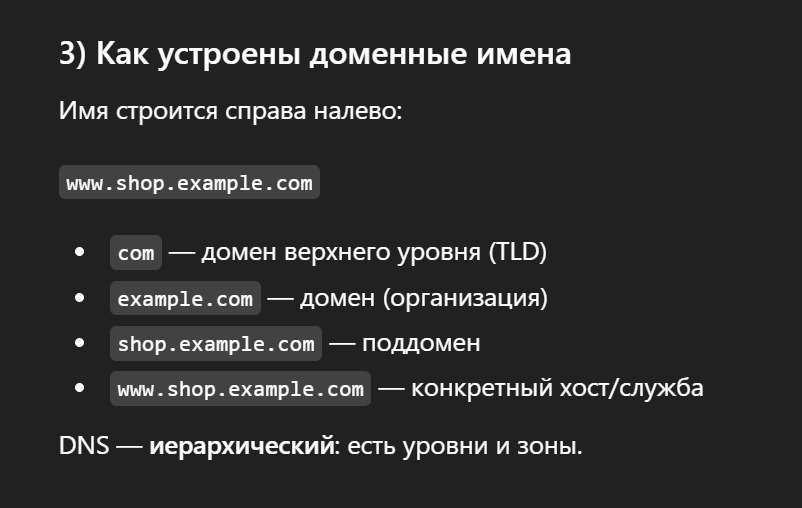 3) Как устроены доменные имена
Имя строится справа налево:
www.shop.example.com
• com — домен верхнего уровня (TLD)
• example.com — домен (организация)
• shop.example.com — поддомен
• www.shop.example.com — конкретный хост/служба
DNS — иерархический: есть уровни и зоны.